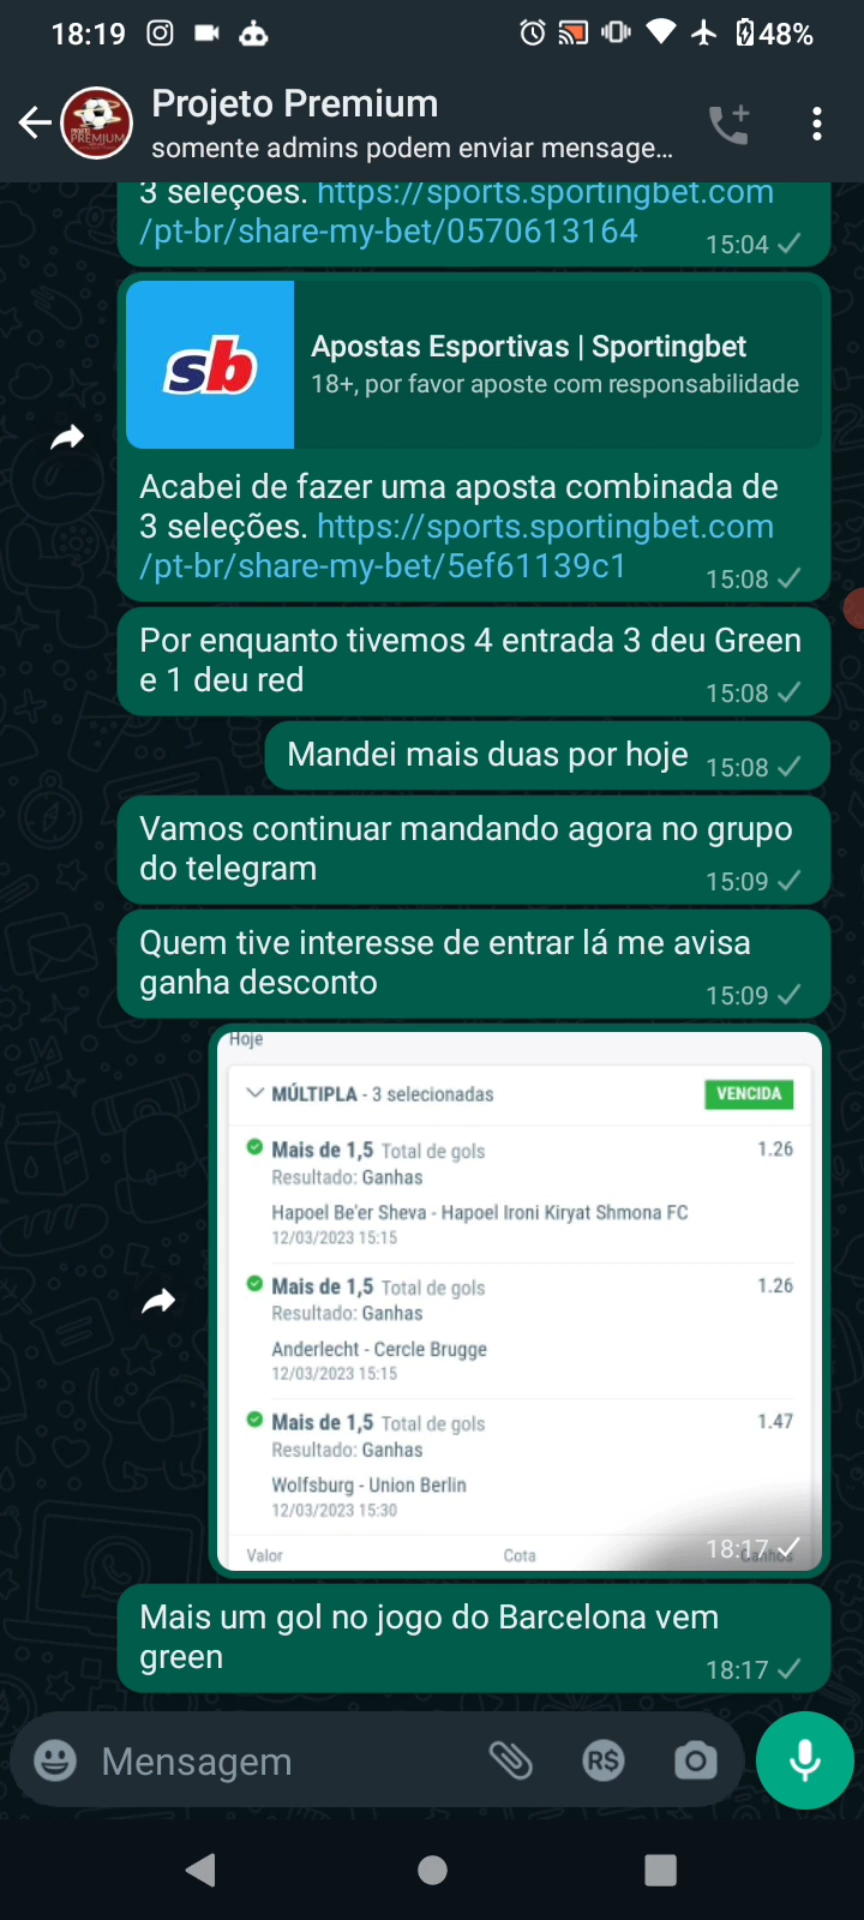 18:19
48%
Projeto Premium
somente admins podem enviar mensage...
3 seleções. https://sports.sportingbet.com
/pt-br/share-my-bet/0570613164
15:04
sb
Apostas Esportivas | Sportingbet
18+, por favor aposte com responsabilidade
Acabei de fazer uma aposta combinada de
3 seleções. https://sports.sportingbet.com
/pt-br/share-my-bet/5ef61139c1
15:08
Por enquanto tivemos 4 entrada 3 deu Green
e 1 deu red
15:08
Mandei mais duas por hoje 15:08
Vamos continuar mandando agora no grupo
do telegram
15:09
Quem tive interesse de entrar lá me avisa
ganha desconto
15:09
Hoje
MÚLTIPLA - 3 selecionadas VENCIDA
Mais de 1,5 Total de gols 1.26
Resultado: Ganhas
Hapoel Be'er Sheva - Hapoel Ironi Kiryat Shmona FC
12/03/2023 15:15
Mais de 1,5 Total de gols 1.26
Resultado: Ganhas
Anderlecht - Cercle Brugge
12/03/2023 15:15
Mais de 1,5 Total de gols 1.47
Resultado: Ganhas
Wolfsburg - Union Berlin
12/03/2023 15:30
Valor Cota Ganhos
18:17
Mais um gol no jogo do Barcelona vem
green
18:17
Mensagem
R$